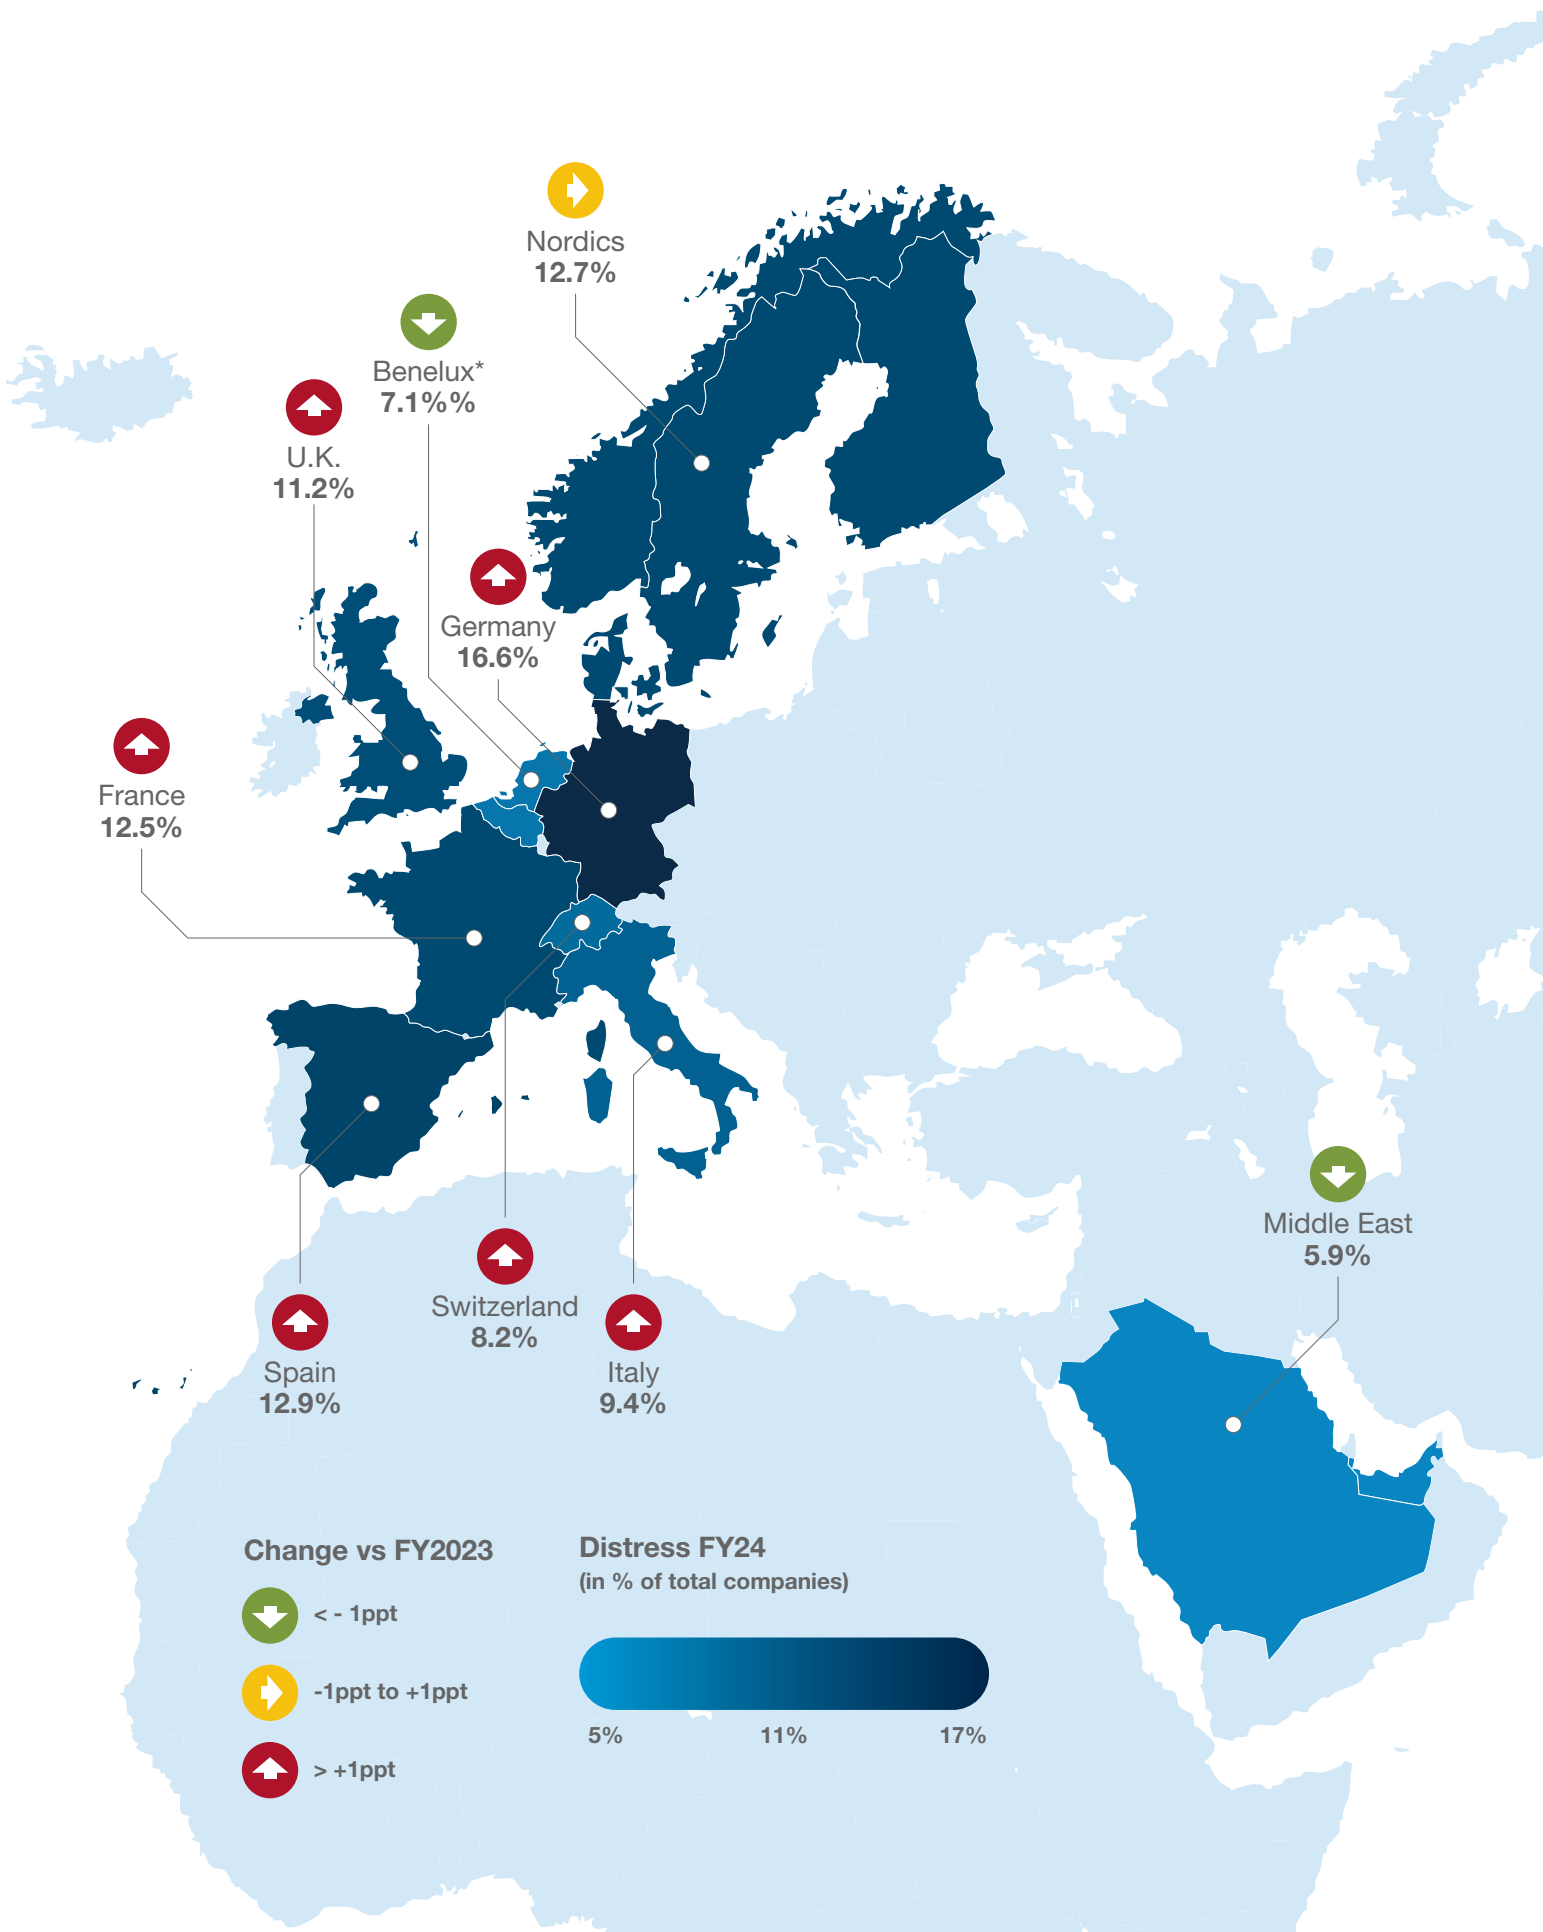 Nordics
12.7%
Benelux*
7.1%%
U.K.
11.2%
Germany
16.6%
France
12.5%
Middle East
5.9%
Switzerland
8.2%
Spain
12.9%
Italy
9.4%
Change vs FY2023
< - 1ppt
-1ppt to +1ppt
> +1ppt
Distress FY24
(in % of total companies)
5% 11% 17%